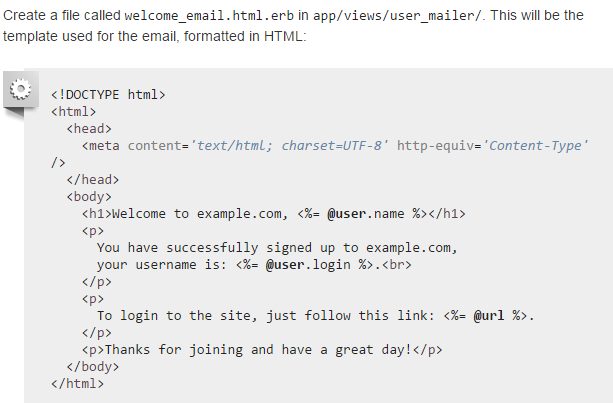 Create a file called welcome_email.html.erb in app/views/user_mailer/. This will be the
template used for the email, formatted in HTML:
<!DOCTYPE html>
<html>
  <head>
    <meta content='text/html; charset=UTF-8' http-equiv='Content-Type'
/>
  </head>
  <body>
    <h1>Welcome to example.com, <%= @user.name %></h1>
    <p>
      You have successfully signed up to example.com,
      your username is: <%= @user.login %>.<br>
    </p>
    <p>
      To login to the site, just follow this link: <%= @url %>.
    </p>
    <p>Thanks for joining and have a great day!</p>
  </body>
</html>